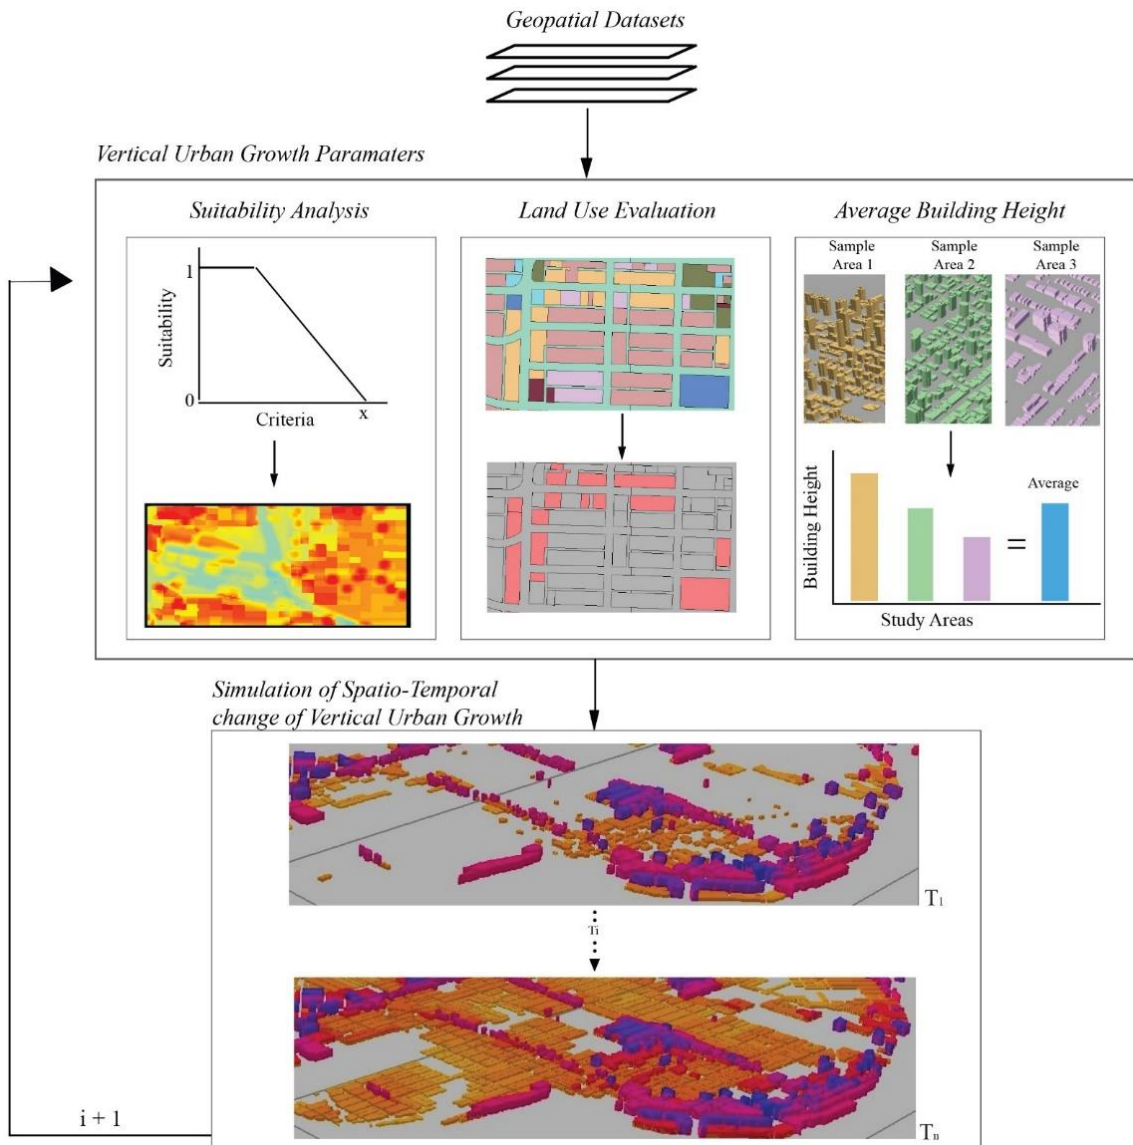 Geopatial Datasets
Vertical Urban Growth Paramaters
Suitability Analysis
Land Use Evaluation
Average Building Height
1
Suitability
0
Criteria
x
Sample
Area 1
Sample
Area 2
Sample
Area 3
Building Height
Average
=
Study Areas
Simulation of Spatio-Temporal
change of Vertical Urban Growth
T1
Ti
Tn
i + 1